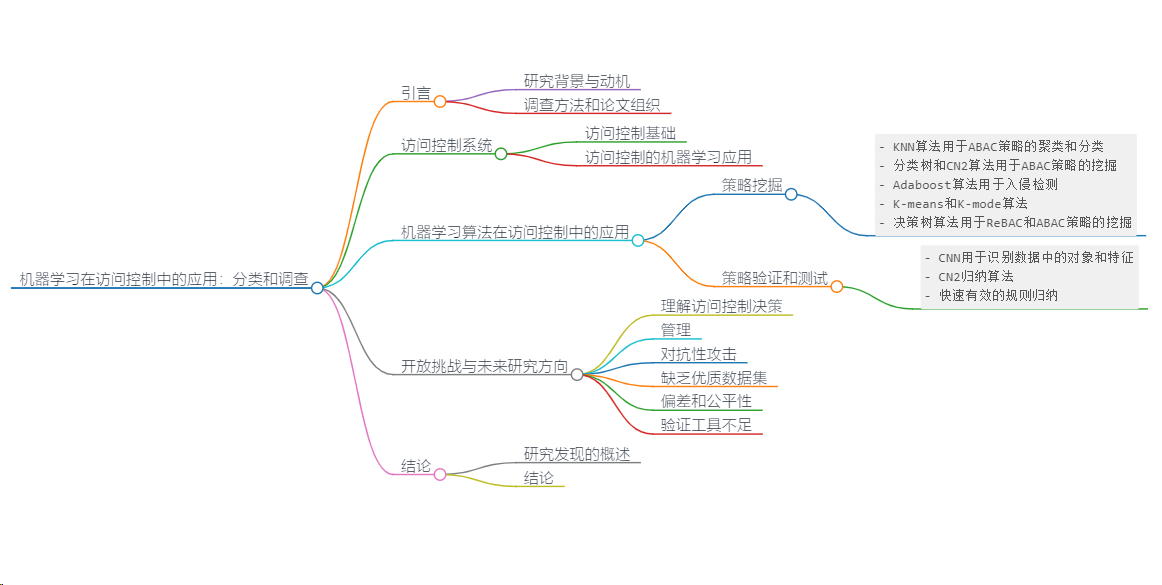 机器学习在访问控制中的应用：分类和调查
引言
研究背景与动机
调查方法和论文组织
访问控制系统
访问控制基础
访问控制的机器学习应用
机器学习算法在访问控制中的应用
策略挖掘
- KNN算法用于ABAC策略的聚类和分类
- 分类树和CN2算法用于ABAC策略的挖掘
- Adaboost算法用于入侵检测
- K-means和K-mode算法
- 决策树算法用于ReBAC和ABAC策略的挖掘
策略验证和测试
- CNN用于识别数据中的对象和特征
- CN2归纳算法
- 快速有效的规则归纳
开放挑战与未来研究方向
理解访问控制决策
管理
对抗性攻击
缺乏优质数据集
偏差和公平性
验证工具不足
结论
研究发现的概述
结论